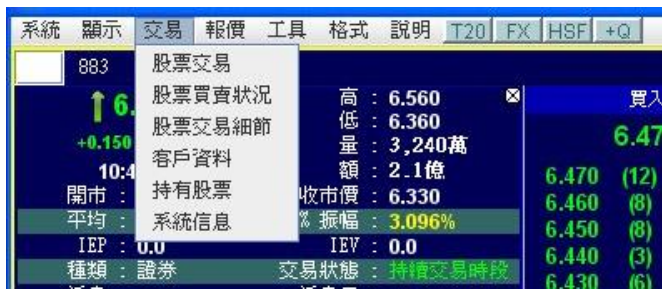 系統 顯示 交易 報價 工具 格式 說明 T20 FX HSF +Q
883
股票交易
股票買賣狀況
股票交易細節
客戶資料
持有股票
系統信息
6.
+0.150
10:4
高 : 6.560
低 : 6.360
量 : 3,240萬
額 : 2.1億
開市 : 收市價 : 6.330
平均 : % 振幅 : 3.096%
IEP : 0.0 IEV : 0.0
種類 : 證券 交易狀態 : 持續交易時段
買入
6.47
6.470 (12)
6.460 (8)
6.450 (8)
6.440 (3)
6.430 (6)